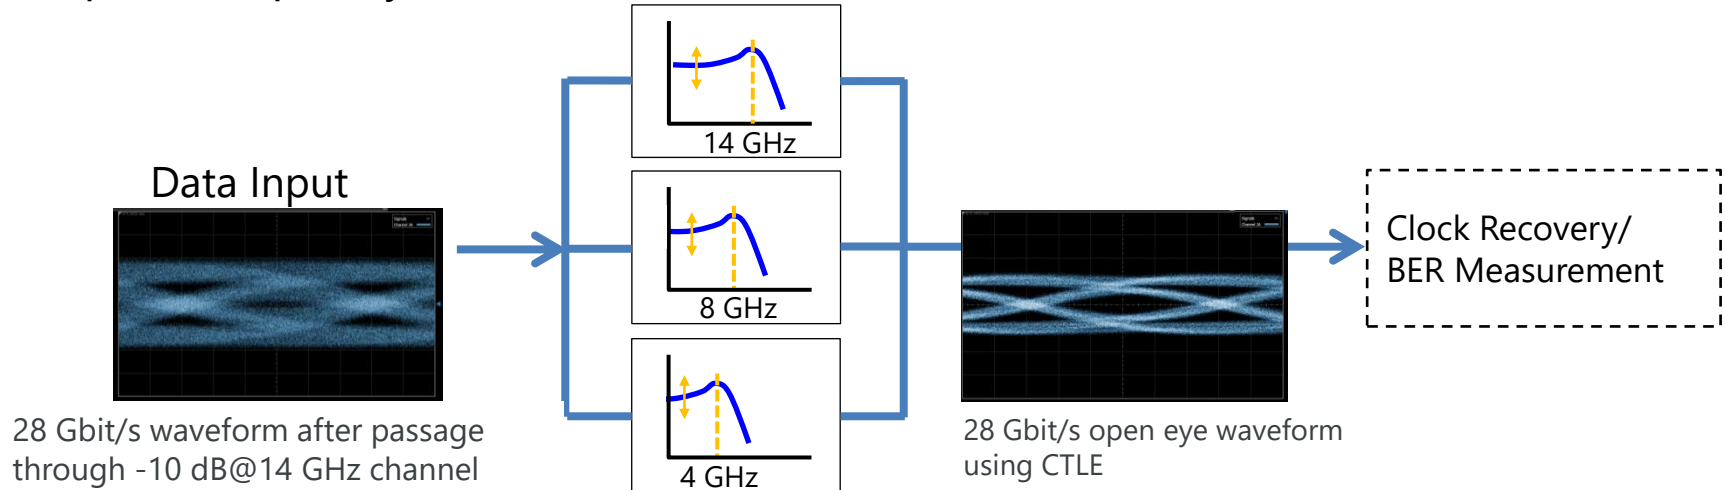 14 GHz
Data Input
8 GHz
Clock Recovery/
BER Measurement
28 Gbit/s waveform after passage
through -10 dB@14 GHz channel
4 GHz
28 Gbit/s open eye waveform
using CTLE